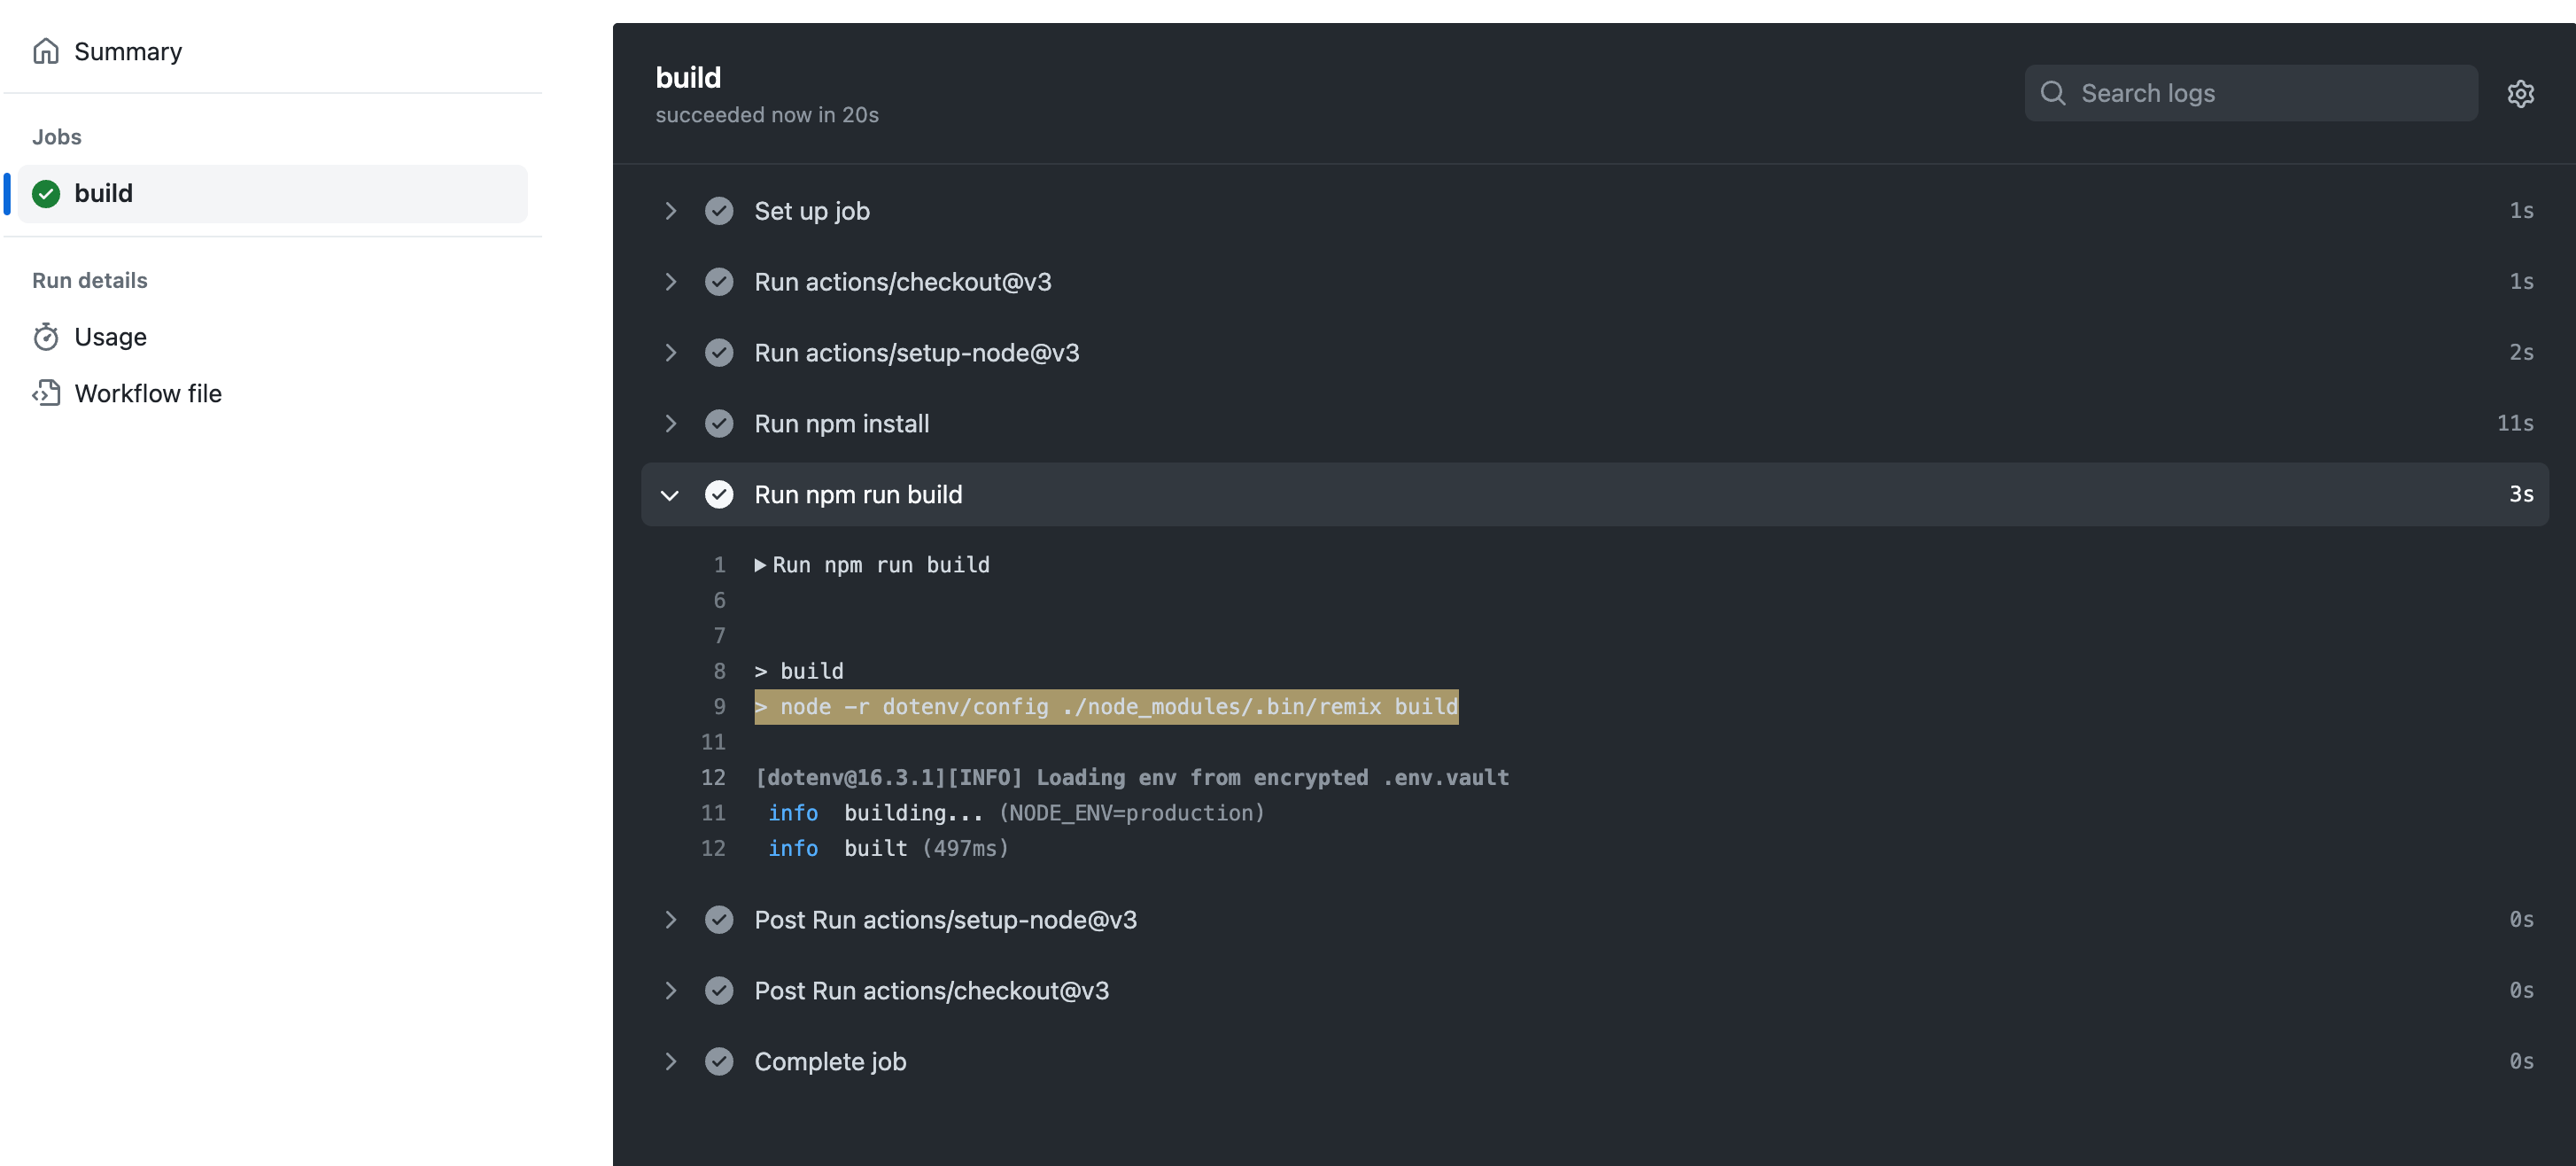 Summary
Jobs
build
Run details
Usage
Workflow file
build
succeeded now in 20s
Search logs
Set up job 1s
Run actions/checkout@v3 1s
Run actions/setup-node@v3 2s
Run npm install 11s
Run npm run build 3s
1 Run npm run build
6
7
8 > build
9 > node -r dotenv/config ./node_modules/.bin/remix build
11
12 [dotenv@16.3.1][INFO] Loading env from encrypted .env.vault
11 info building... (NODE_ENV=production)
12 info built (497ms)
Post Run actions/setup-node@v3 0s
Post Run actions/checkout@v3 0s
Complete job 0s